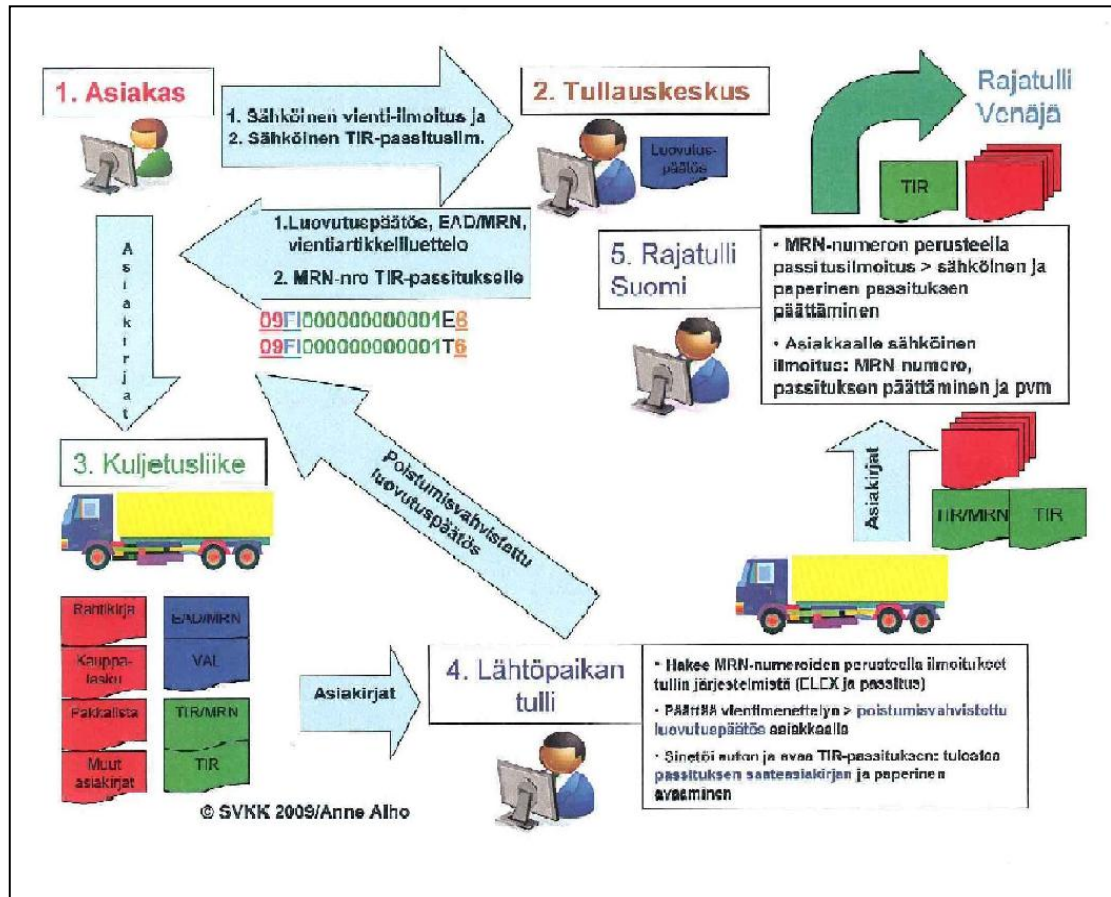 1. Asiakas
1. Sähköinen vienti-ilmoitus ja
2. Sähköinen TIR-passitusilm.
2. Tullauskeskus
Luovutus-
päätös
Rajatulli
Venäjä
TIR
1.Luovutuspäätös, EAD/MRN,
vientiartikkeliluettelo
2. MRN-nro TIR-passitukselle
09FI000000000001E6
09FI000000000001T6
Asiakirjat
5. Rajatulli
Suomi
• MRN-numeron perusteella
passitusilmoitus > sähköinen ja
paperinen passituksen
päättäminen
• Asiakkaalle sähköinen
ilmoitus: MRN numero,
passituksen päättäminen ja pvm
3. Kuljetusliike
Poistumisvahvistettu
luovutuspäätös
Asiakirjat
TIR/MRN
TIR
Rahtikirja
EAD/MRN
Kauppa-
lasku
VAL
Pakkalista
TIR/MRN
Muut
asiakirjat
TIR
Asiakirjat
4. Lähtöpaikan
tulli
• Hakee MRN-numeroiden perusteella ilmoitukset
tullin järjestelmistä (ELEX ja passitus)
• Päättää vientimenettelyn > poistumisvahvistettu
luovutuspäätös asiakkaalle
• Sinetöi auton ja avaa TIR-passituksen: tulostaa
passituksen saateasiakirjan ja paperinen
avaaminen
© SVKK 2009/Anne Alho